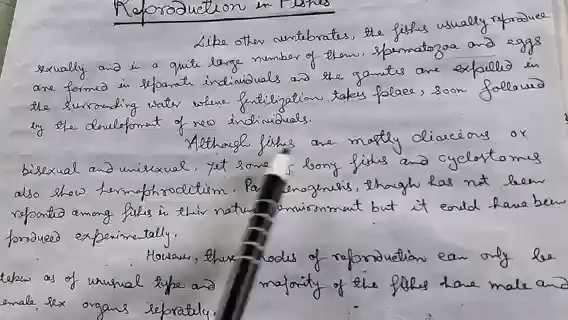 Reproduction in Fishes
Like other vertebrates, the fishes usually reproduce
sexually and in a quite large number of them, spermatozoa and eggs
are formed in separate individuals and the gametes are expelled in
the surrounding water where fertilization takes place, soon followed
by the development of new individuals.
Although fishes are mostly dioecious or
bisexual and unisexual, yet some bony fishes and cyclostomes
also show hermaphroditism. though has not been
reported among fishes in their environment but it could have been
produced experimentally.
However, modes of reproduction can only be
taken as of unusual type and majority of the fishes have male and
female sex organs seprately.